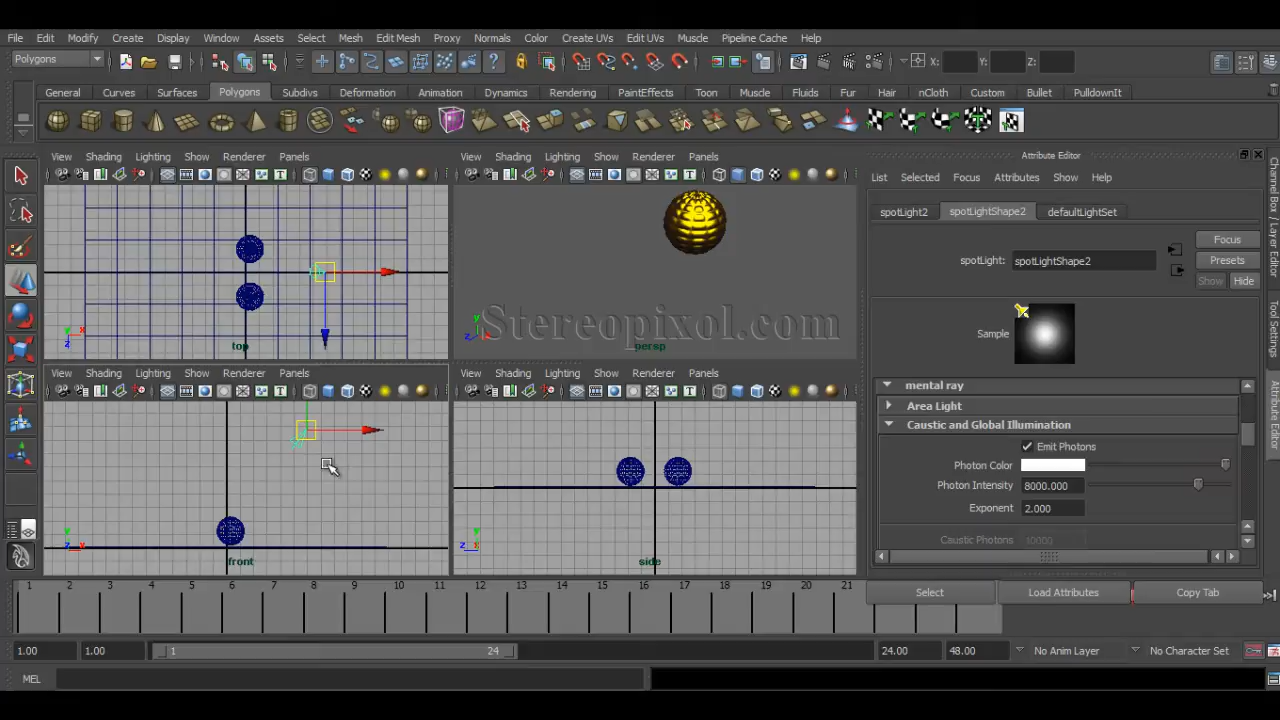 File Edit Modify Create Display Window Assets Select Mesh Edit Mesh Proxy Normals Color Create UVs Edit UVs Muscle Pipeline Cache Help
Polygons X: Y: Z:
General Curves Surfaces Polygons Subdivs Deformation Animation Dynamics Rendering PaintEffects Toon Muscle Fluids Fur Hair nCloth Custom Bullet PulldownIt
View Shading Lighting Show Renderer Panels
top
View Shading Lighting Show Renderer Panels
Stereopixol.com
persp
View Shading Lighting Show Renderer Panels
front
View Shading Lighting Show Renderer Panels
side
Attribute Editor
List Selected Focus Attributes Show Help
spotLight2 spotLightShape2 defaultLightSet
Focus
spotLight: spotLightShape2 Presets
Show Hide
Sample
mental ray
Area Light
Caustic and Global Illumination
Emit Photons
Photon Color
Photon Intensity 8000.000
Exponent 2.000
Caustic Photons 10000
Select Load Attributes Copy Tab
Channel Box / Layer Editor
Tool Settings
Attribute Editor
1 2 3 4 5 6 7 8 9 10 11 12 13 14 15 16 17 18 19 20 21
1.00 1.00 1 24 24.00 48.00 No Anim Layer No Character Set
MEL